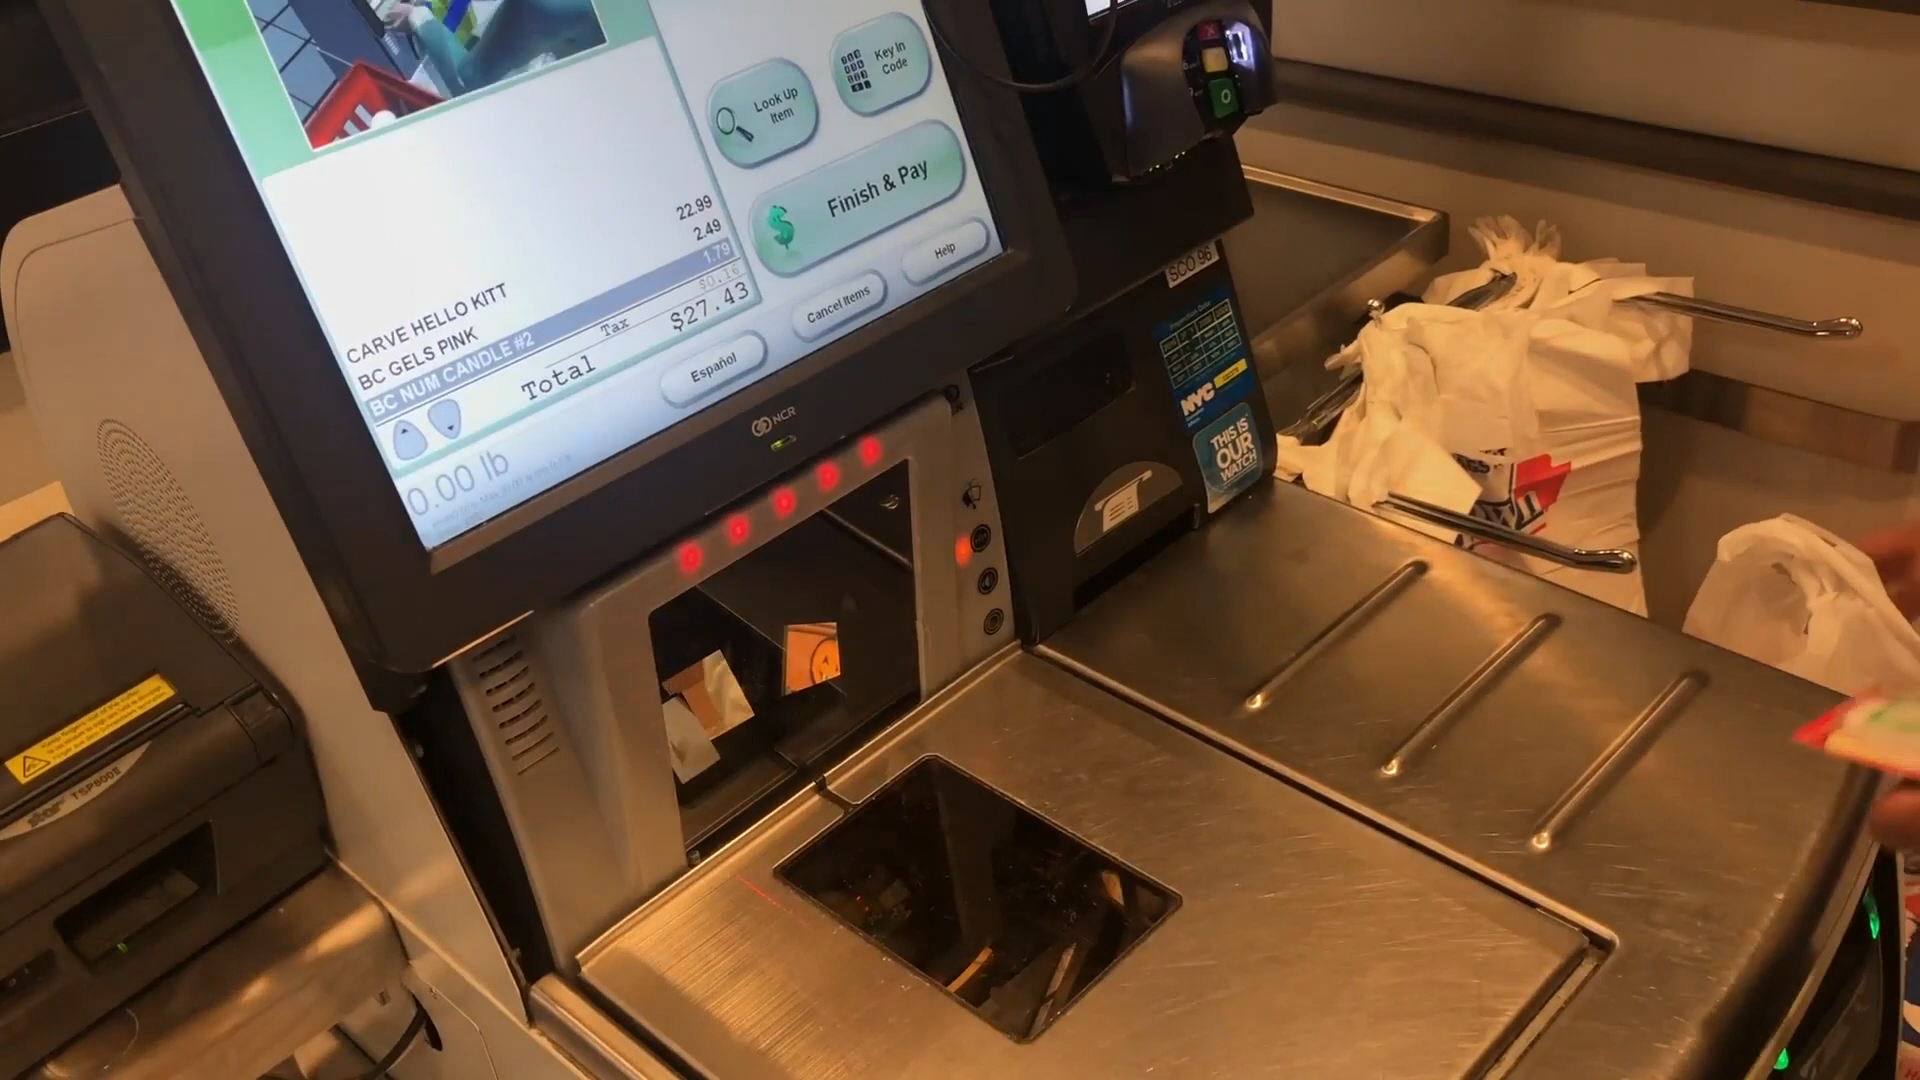 Look Up
Item
Key In
Code
Finish & Pay
$
Help
Cancel Items
Español
CARVE HELLO KITT 22.99
BC GELS PINK 2.49
BC NUM CANDLE #2 1.79
Tax $0.16
Total $27.43
0.00 lb
NCR
SCO 96
NYC
THIS IS
OUR
WATCH
star TSP800II